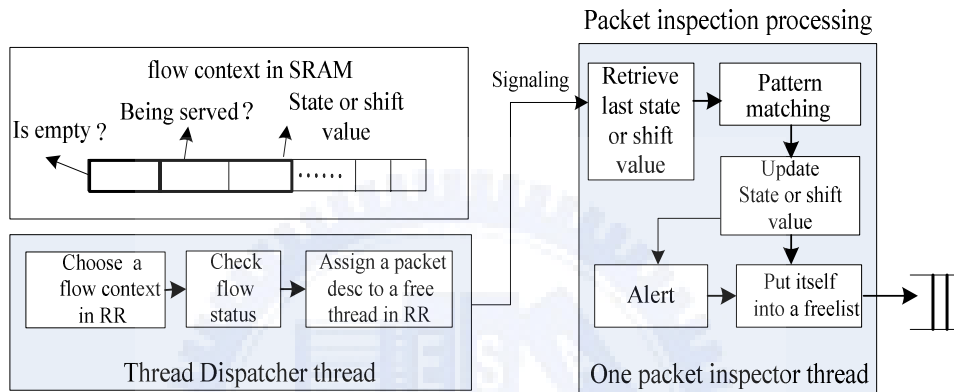 Packet inspection processing
flow context in SRAM
Being served ?
State or shift
value
Is empty ?
......
Signaling
Retrieve
last state
or shift
value
Pattern
matching
Update
State or shift
value
Choose a
flow context
in RR
Check
flow
status
Assign a packet
desc to a free
thread in RR
Alert
Put itself
into a freelist
Thread Dispatcher thread
One packet inspector thread